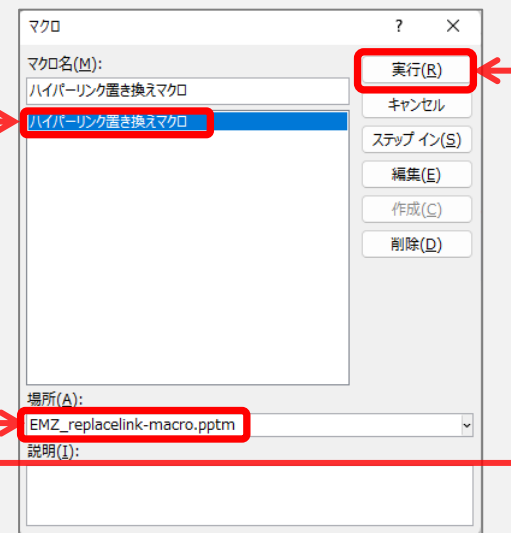 マクロ ? ×
マクロ名(M):
ハイパーリンク置き換えマクロ
ハイパーリンク置き換えマクロ
実行(R)
キャンセル
ステップ イン(S)
編集(E)
作成(C)
削除(D)
場所(A):
EMZ_replacelink-macro.pptm
説明(I):